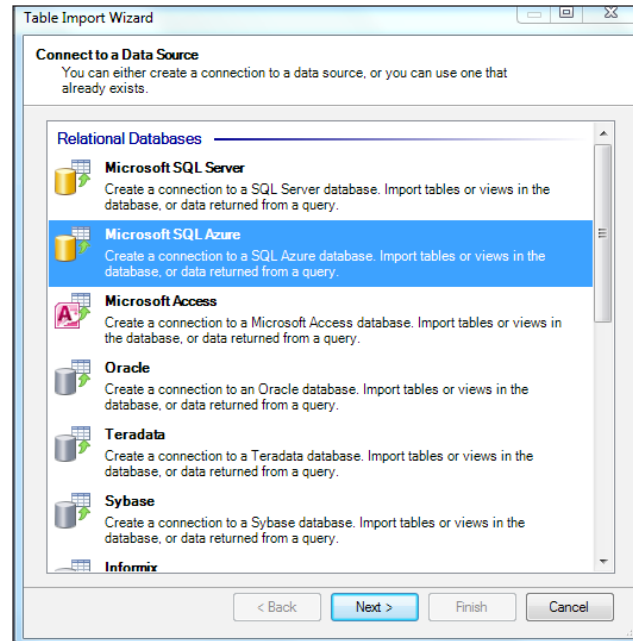 Table Import Wizard
Connect to a Data Source
You can either create a connection to a data source, or you can use one that
already exists.
Relational Databases
Microsoft SQL Server
Create a connection to a SQL Server database. Import tables or views in the
database, or data returned from a query.
Microsoft SQL Azure
Create a connection to a SQL Azure database. Import tables or views in the
database, or data returned from a query.
Microsoft Access
Create a connection to a Microsoft Access database. Import tables or views in
the database, or data returned from a query.
Oracle
Create a connection to an Oracle database. Import tables or views in the
database, or data returned from a query.
Teradata
Create a connection to a Teradata database. Import tables or views in the
database, or data returned from a query.
Sybase
Create a connection to a Sybase database. Import tables or views in the
database, or data returned from a query.
Informix
< Back Next > Finish Cancel